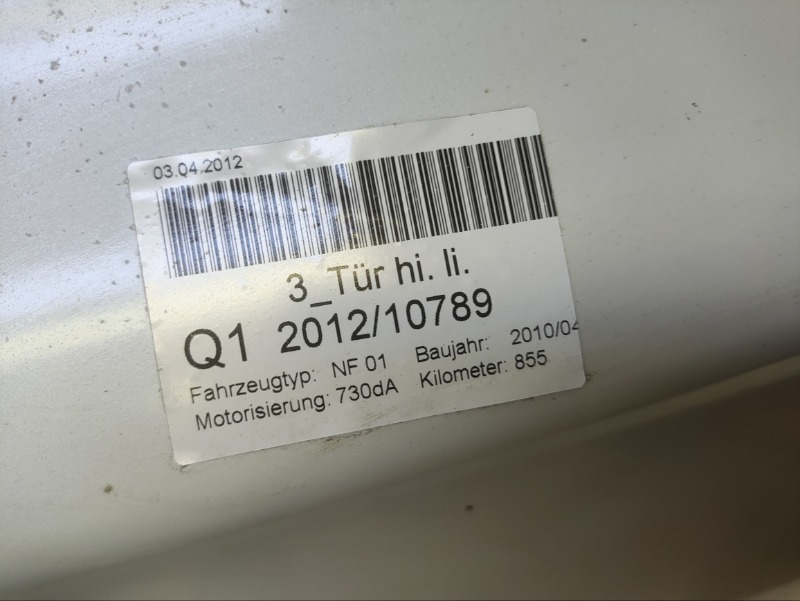 03.04.2012
3_Tür hi. li.
Q1 2012/10789
Fahrzeugtyp: NF 01 Baujahr: 2010/04
Motorisierung: 730dA Kilometer: 855